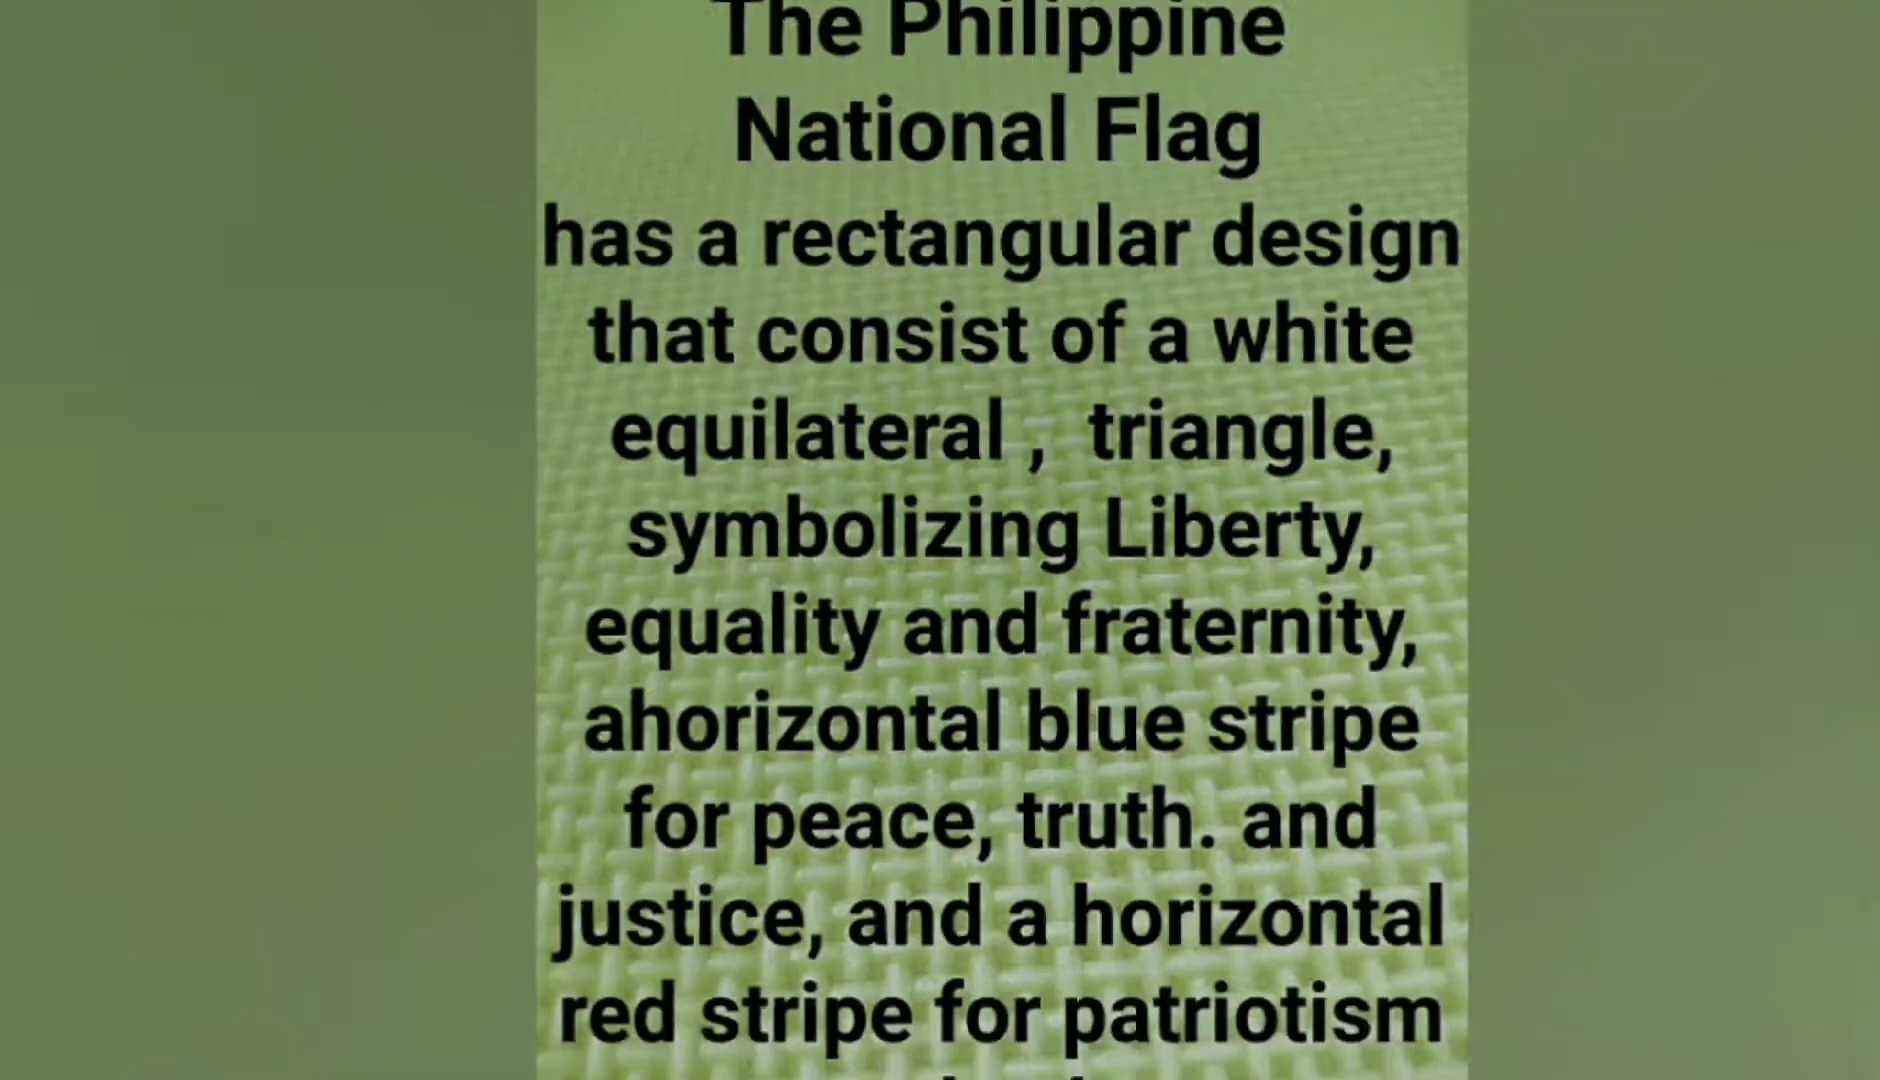 The Philippine
National Flag
has a rectangular design
that consist of a white
equilateral ,  triangle,
symbolizing Liberty,
equality and fraternity,
ahorizontal blue stripe
for peace, truth. and
justice, and a horizontal
red stripe for patriotism